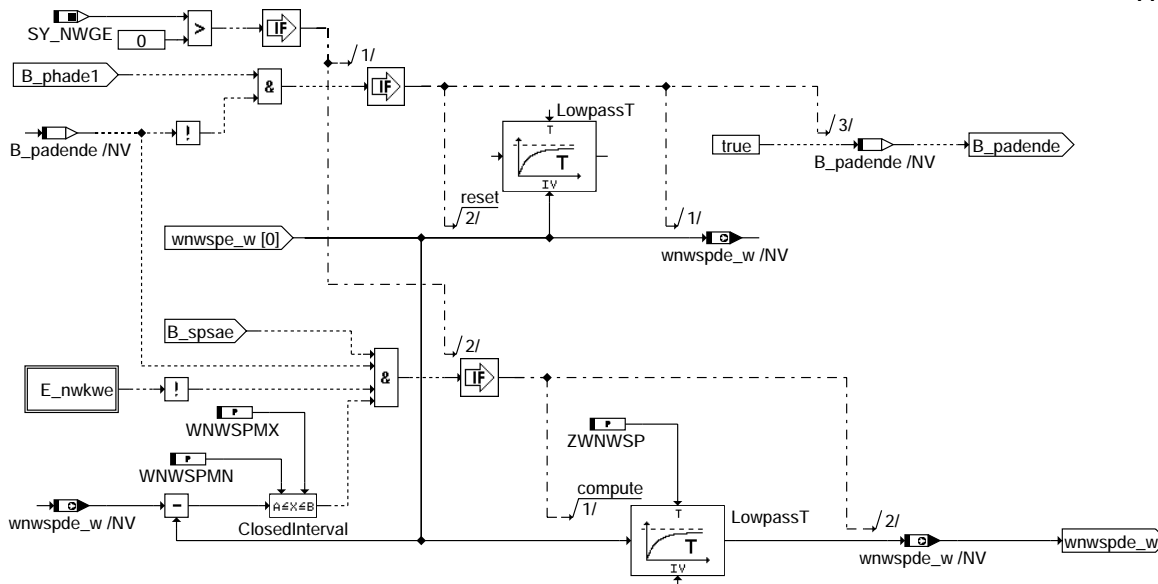 SY_NWGE
0
>
IF
1/
B_phade1
&
IF
LowpassT
T
3/
B_padende /NV
!
true
B_padende /NV
B_padende
T
IV
reset
2/
1/
wnwspe_w [0]
wnwspde_w /NV
B_spsae
2/
&
IF
E_nwkwe
!
WNWSPMX
ZWNWSP
WNWSPMN
compute
1/
2/
wnwspde_w /NV
-
A≤X≤B
ClosedInterval
T
LowpassT
T
IV
wnwspde_w /NV
wnwspde_w